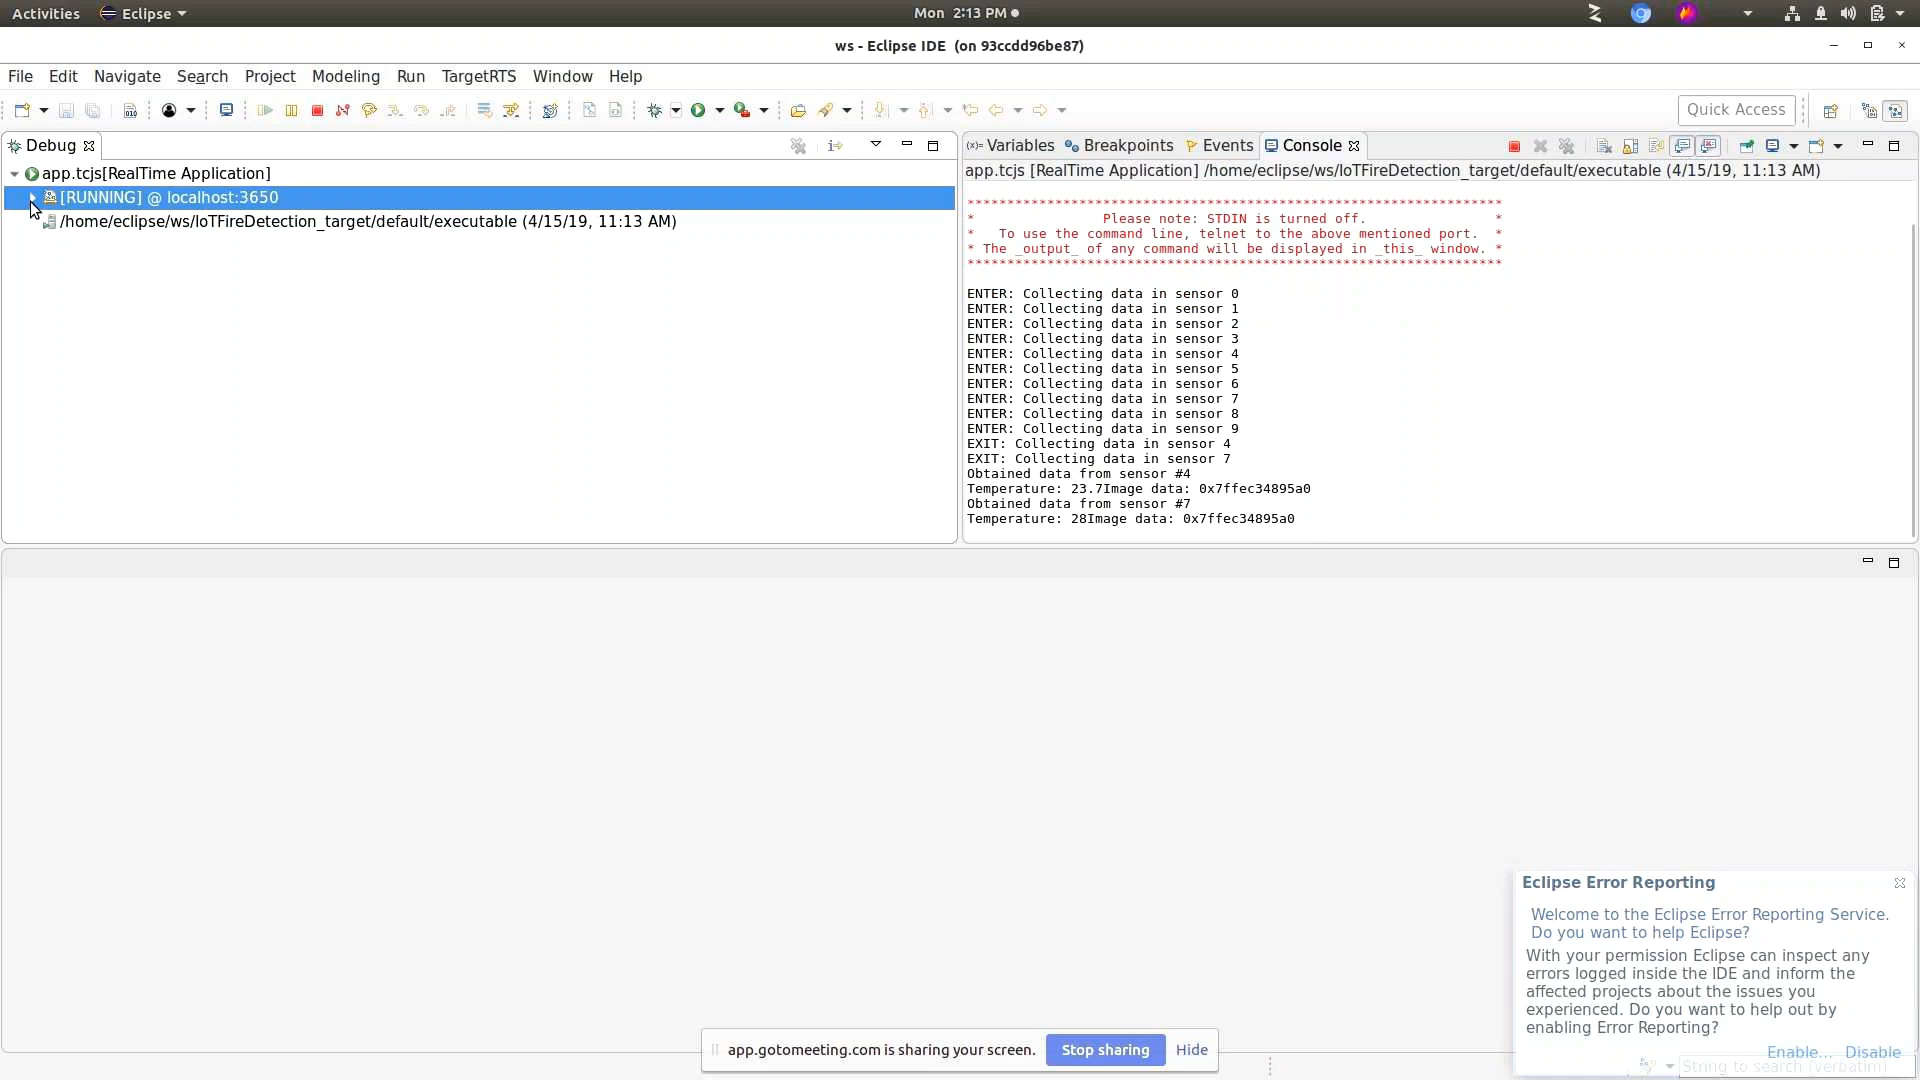 Activities Eclipse Mon 2:13 PM
ws - Eclipse IDE (on 93ccdd96be87)
File Edit Navigate Search Project Modeling Run TargetRTS Window Help
Quick Access
Debug
app.tcjs[RealTime Application]
[RUNNING] @ localhost:3650
/home/eclipse/ws/IoTFireDetection_target/default/executable (4/15/19, 11:13 AM)
(x)= Variables Breakpoints Events Console
app.tcjs [RealTime Application] /home/eclipse/ws/IoTFireDetection_target/default/executable (4/15/19, 11:13 AM)
*******************************************************************
* Please note: STDIN is turned off. *
* To use the command line, telnet to the above mentioned port. *
* The _output_ of any command will be displayed in _this_ window. *
*******************************************************************
ENTER: Collecting data in sensor 0
ENTER: Collecting data in sensor 1
ENTER: Collecting data in sensor 2
ENTER: Collecting data in sensor 3
ENTER: Collecting data in sensor 4
ENTER: Collecting data in sensor 5
ENTER: Collecting data in sensor 6
ENTER: Collecting data in sensor 7
ENTER: Collecting data in sensor 8
ENTER: Collecting data in sensor 9
EXIT: Collecting data in sensor 4
EXIT: Collecting data in sensor 7
Obtained data from sensor #4
Temperature: 23.7Image data: 0x7ffec34895a0
Obtained data from sensor #7
Temperature: 28Image data: 0x7ffec34895a0
Eclipse Error Reporting
Welcome to the Eclipse Error Reporting Service.
Do you want to help Eclipse?
With your permission Eclipse can inspect any
errors logged inside the IDE and inform the
affected projects about the issues you
experienced. Do you want to help out by
enabling Error Reporting?
Enable... Disable
String to search (verbatim)
app.gotomeeting.com is sharing your screen. Stop sharing Hide